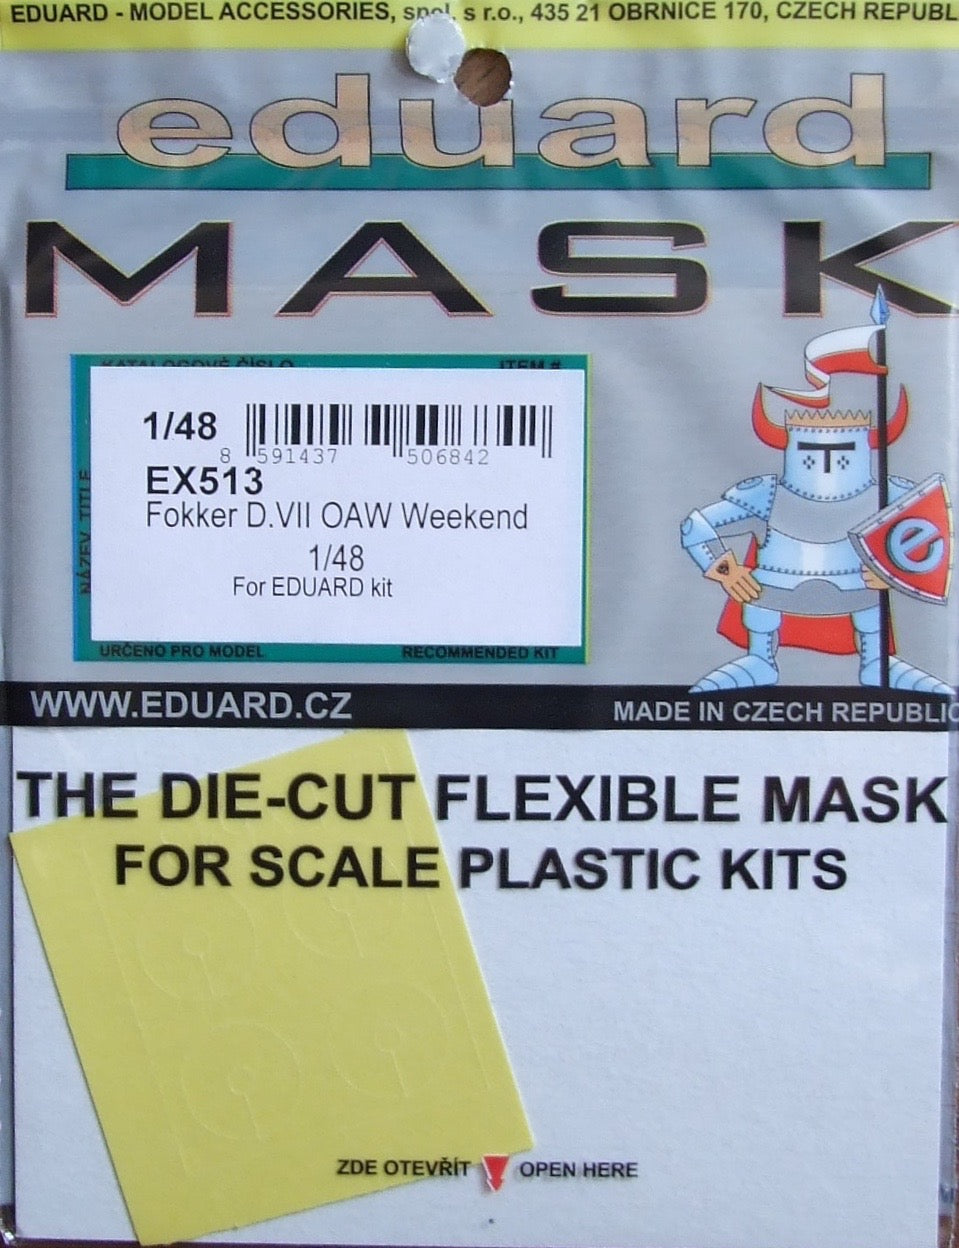 EDUARD - MODEL ACCESSORIES, spol. s r.o., 435 21 OBRNICE 170, CZECH REPUBL
eduard
MASK
KATALOGOVÉ ČÍSLO ITEM #
1/48
8 591437 506842
EX513
Fokker D.VII OAW Weekend
1/48
For EDUARD kit
NÁZEV TITLE
URČENO PRO MODEL RECOMMENDED KIT
e
WWW.EDUARD.CZ MADE IN CZECH REPUBLIC
THE DIE-CUT FLEXIBLE MASK
FOR SCALE PLASTIC KITS
ZDE OTEVŘÍT OPEN HERE